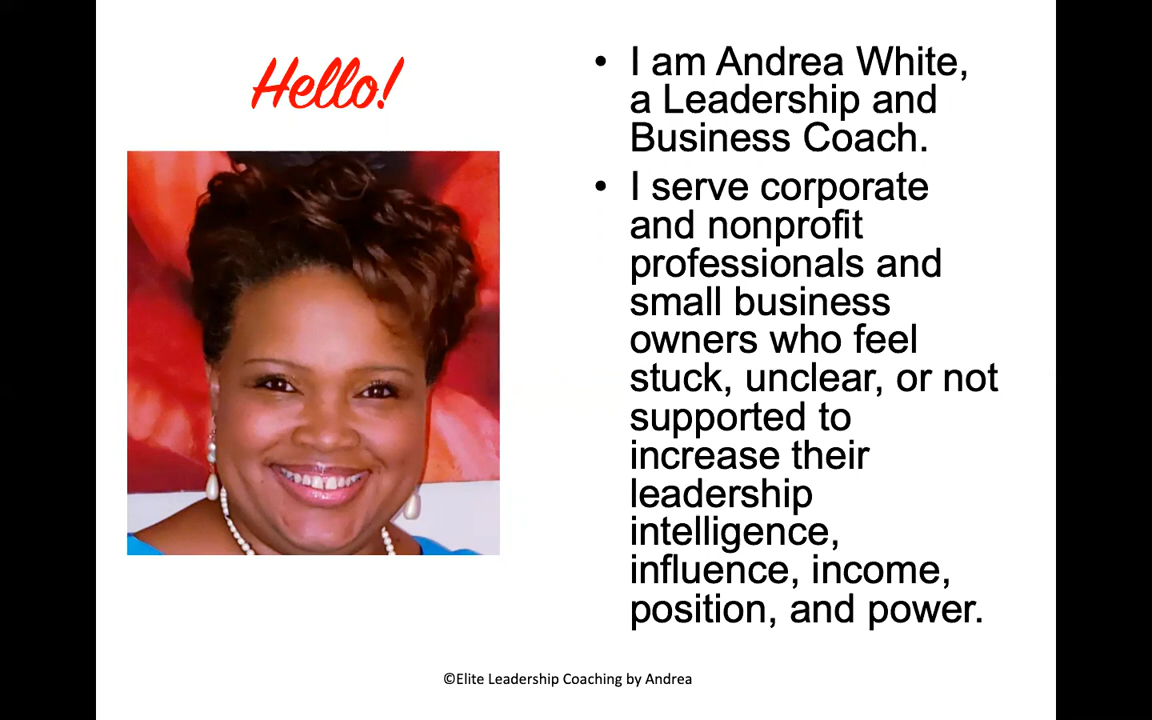 Hello!
• I am Andrea White,
a Leadership and
Business Coach.
• I serve corporate
and nonprofit
professionals and
small business
owners who feel
stuck, unclear, or not
supported to
increase their
leadership
intelligence,
influence, income,
position, and power.
©Elite Leadership Coaching by Andrea